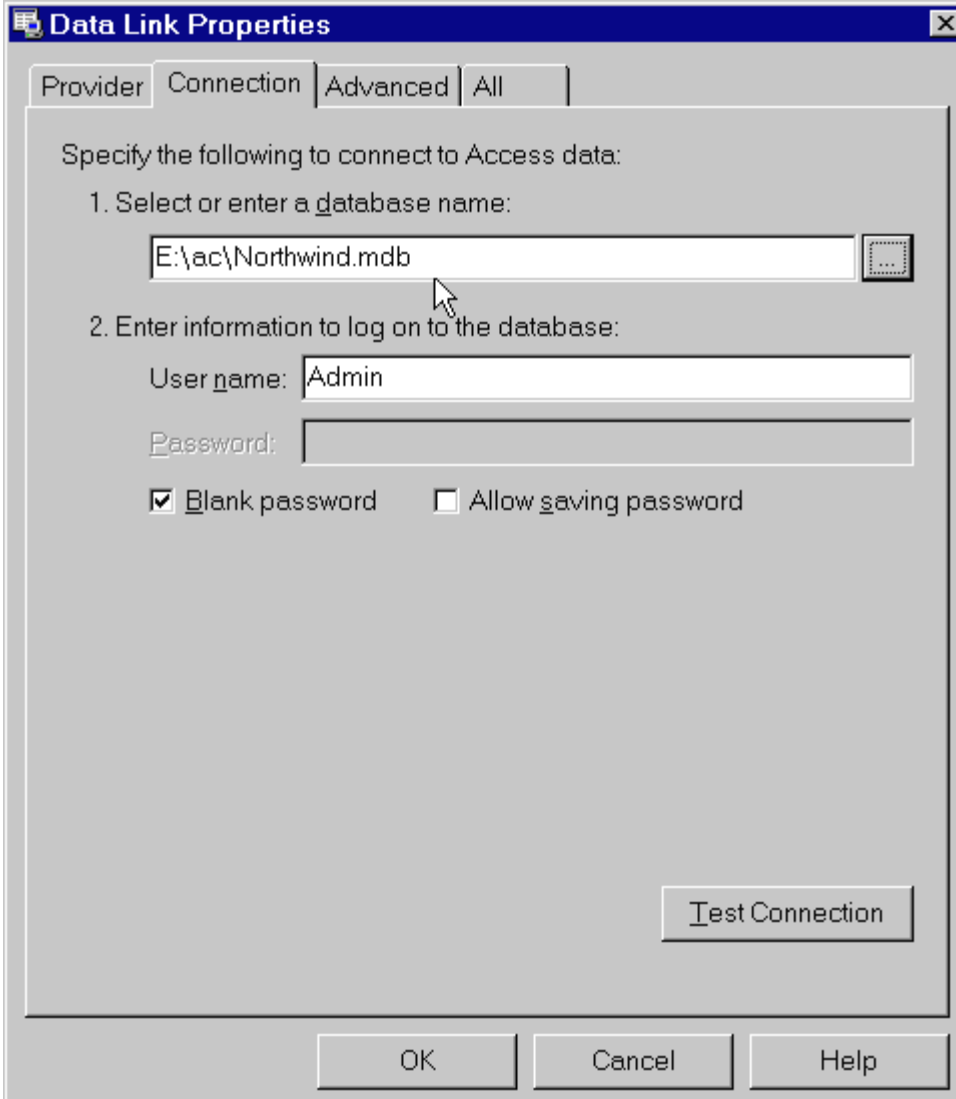 Data Link Properties
Provider Connection Advanced All
Specify the following to connect to Access data:
1. Select or enter a database name:
E:\ac\Northwind.mdb ...
2. Enter information to log on to the database:
User name: Admin
Password:
Blank password Allow saving password
Test Connection
OK Cancel Help